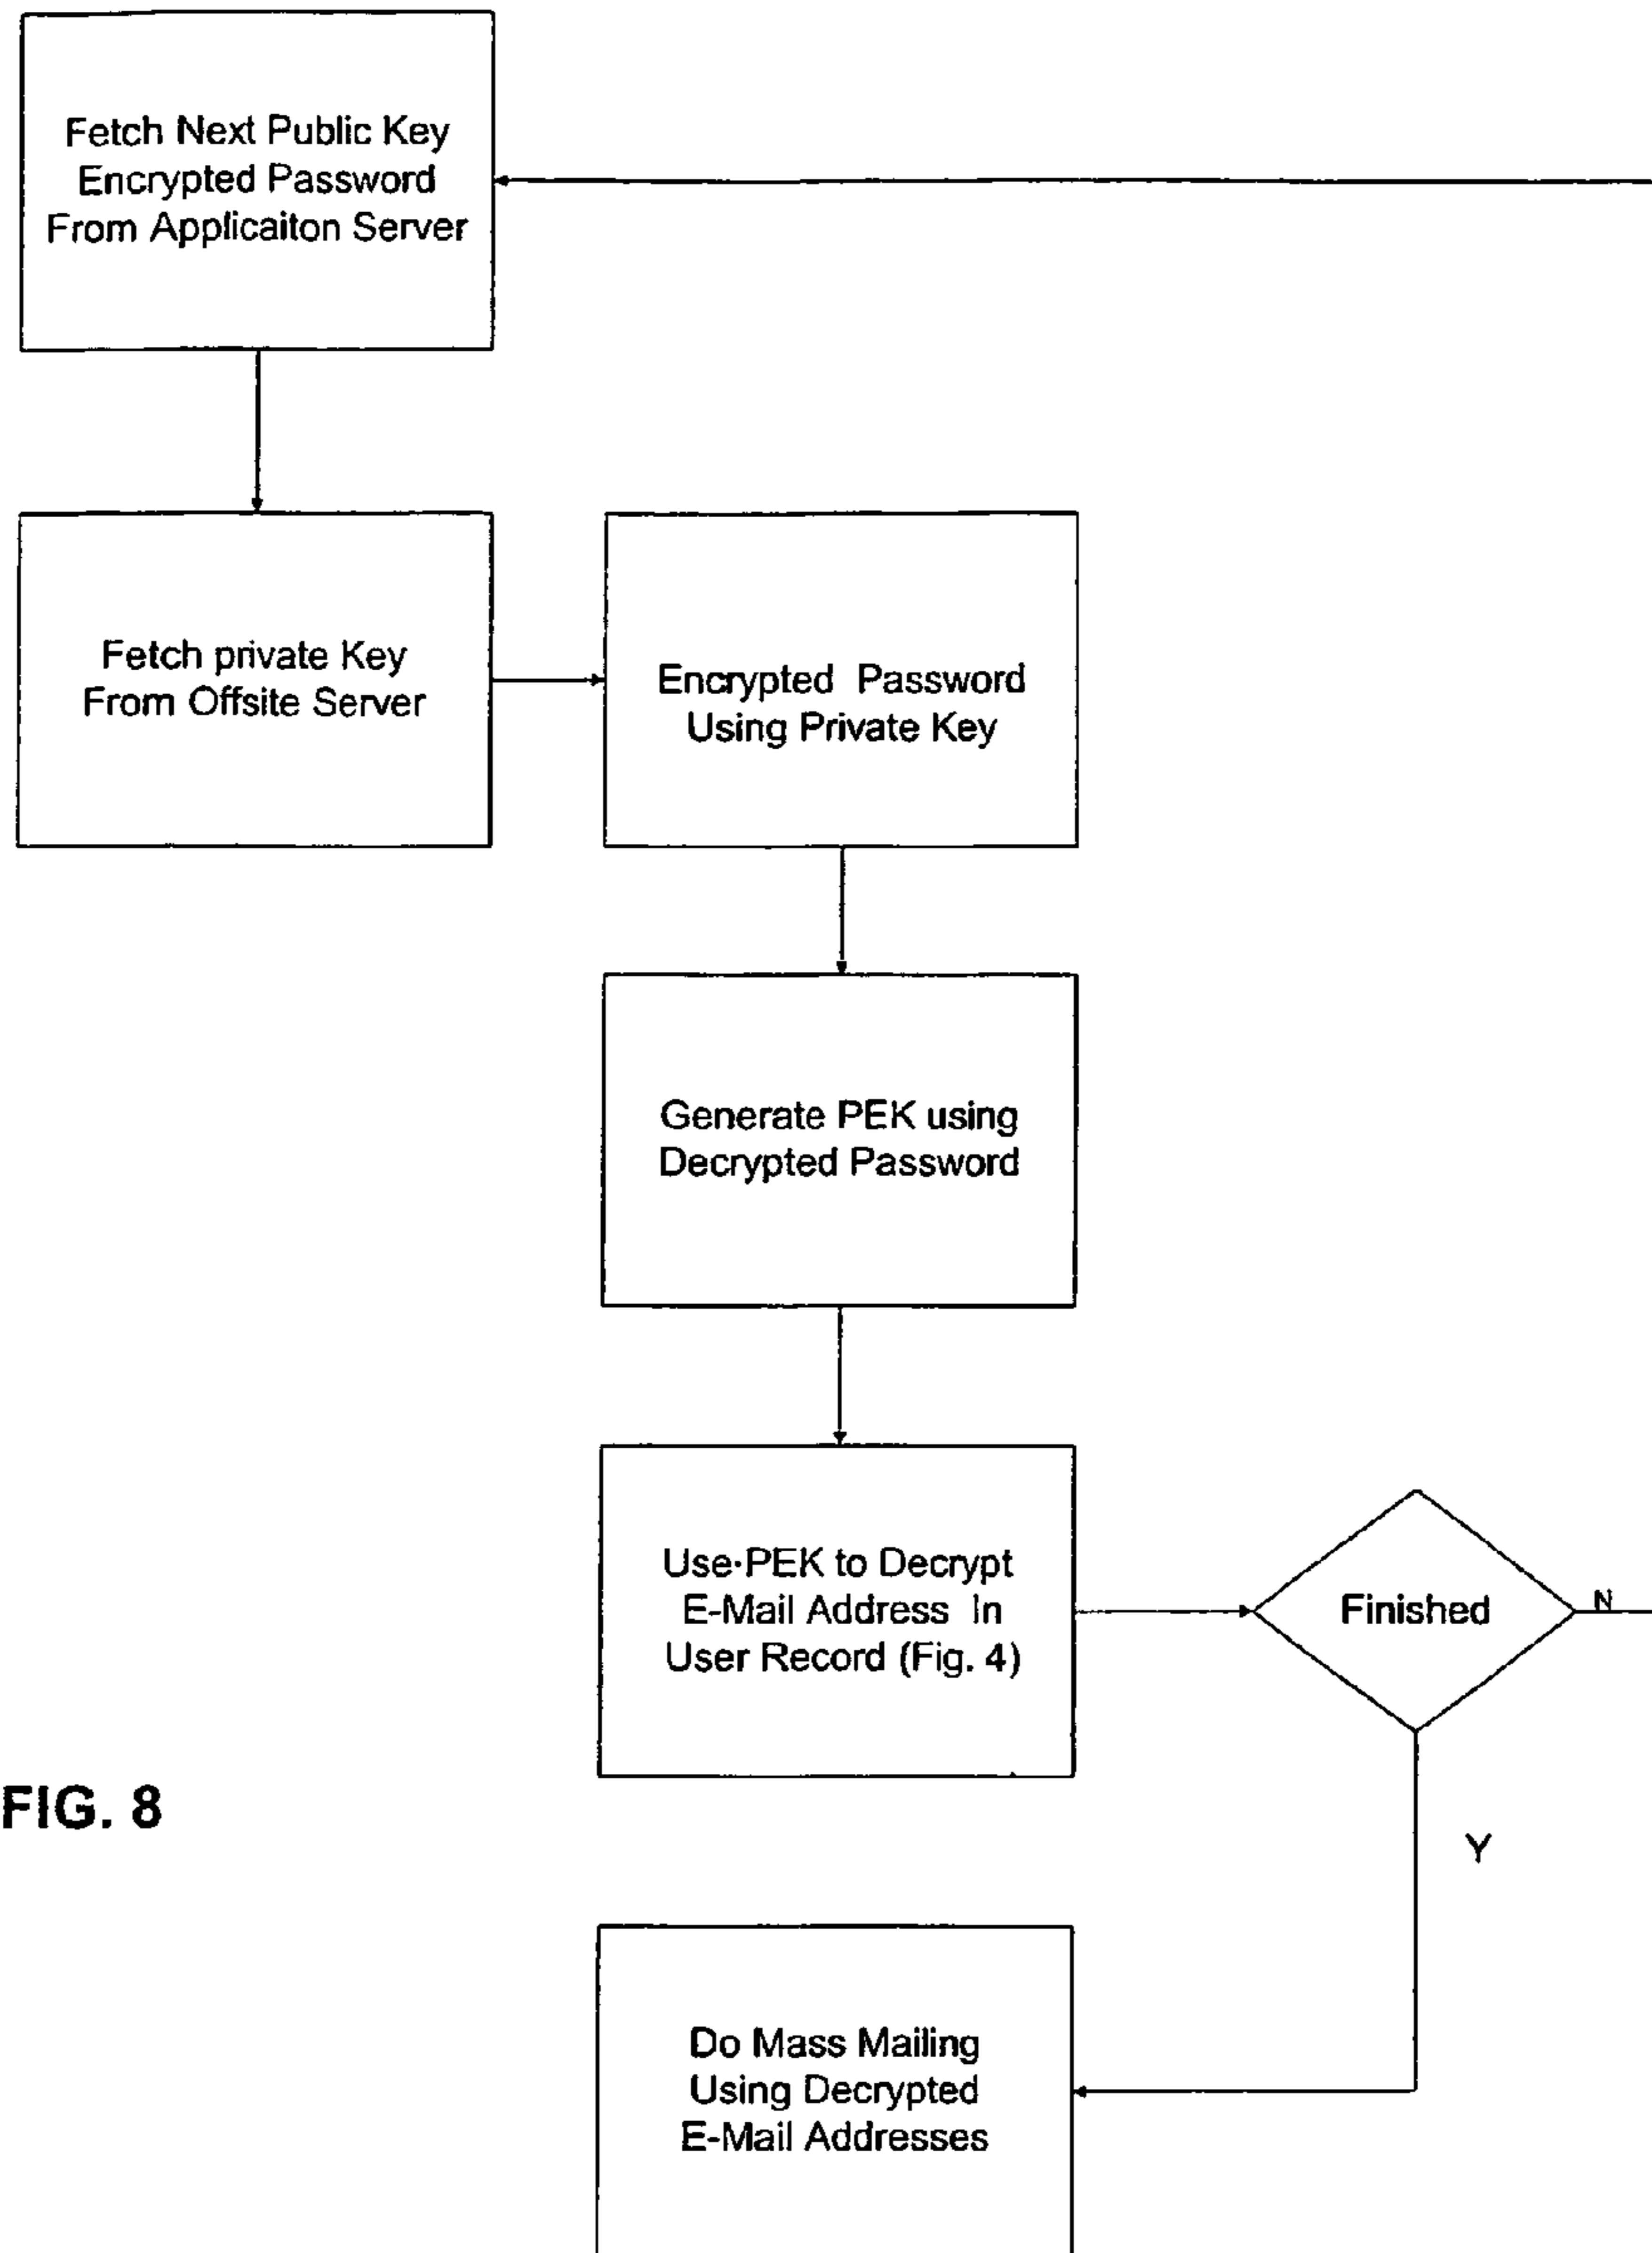 Fetch Next Public Key
Encrypted Password
From Applicaiton Server
Fetch private Key
From Offsite Server
Encrypted Password
Using Private Key
Generate PEK using
Decrypted Password
Use·PEK to Decrypt
E-Mail Address In
User Record (Fig. 4)
Finished
N
Y
FIG. 8
Do Mass Mailing
Using Decrypted
E-Mail Addresses